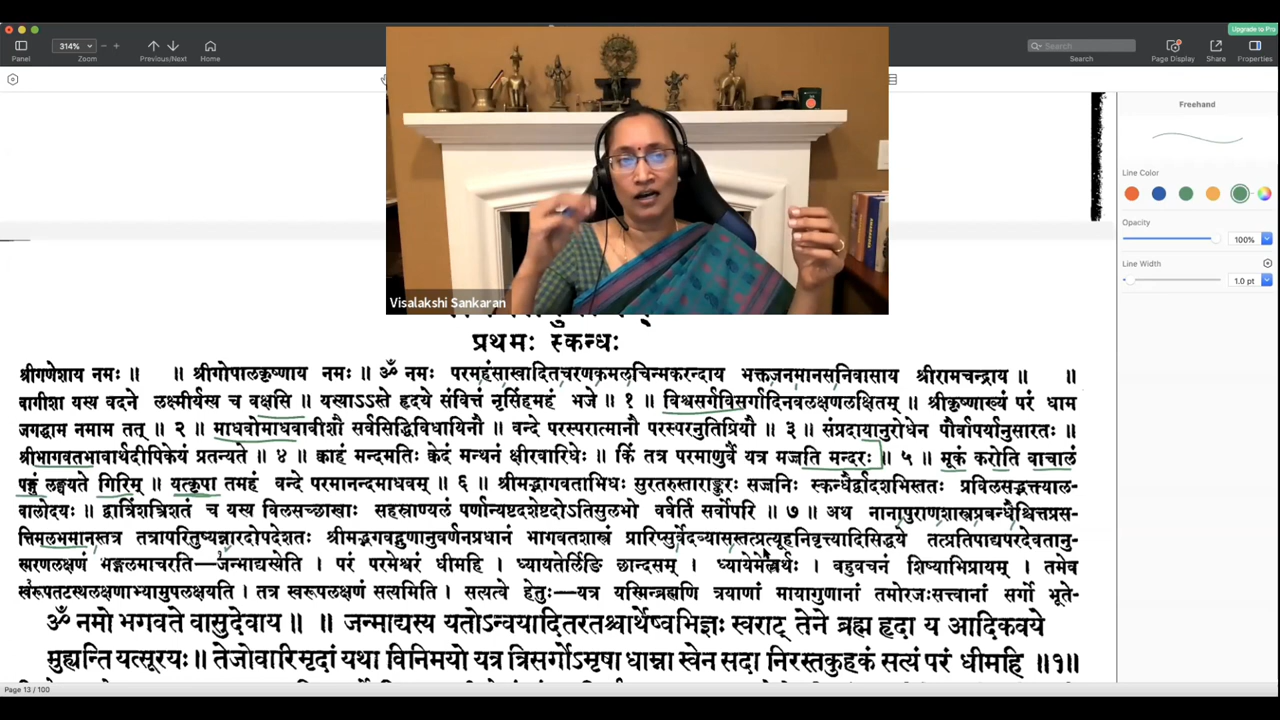 Upgrade to Pro
314%
Search
Panel
Zoom
Previous/Next
Home
Search
Page Display
Share
Properties
Freehand
Line Color
Opacity
100%
Line Width
1.0 pt
Visalakshi Sankaran
प्रथमः स्कन्धः
श्रीगणेशाय नमः ॥ ॥ श्रीगोपालकृष्णाय नमः ॥ ॐ नमः परमहंसास्वादितचरणकमलचिन्मकरन्दाय भक्तजनमानसनिवासाय श्रीरामचन्द्राय ॥ ॥
वागीशा यस्य वदने लक्ष्मीर्यस्य च वक्षसि ॥ यस्याऽऽस्ते हृदये संवित्तं नृसिंहमहं भजे ॥ १ ॥ विश्वसर्गविसर्गादिनवलक्षणलक्षितम् ॥ श्रीकृष्णाख्यं परं धाम
जगद्धाम नमाम तत् ॥ २ ॥ माधवोमाधवावीशौ सर्वसिद्धिविधायिनौ ॥ वन्दे परस्परात्मानौ परस्परनुतिप्रियौ ॥ ३ ॥ संप्रदायानुरोधेन पौर्वापर्यानुसारतः ॥
श्रीभागवतभावार्थदीपिकेयं प्रतन्यते ॥ ४ ॥ क्वाहं मन्दमतिः क्वेदं मन्थनं क्षीरवारिधेः ॥ किं तत्र परमाणुर्वै यत्र मज्जति मन्दरः ॥ ५ ॥ मूकं करोति वाचालं
पङ्गुं लङ्घयते गिरिम् ॥ यत्कृपा तमहं वन्दे परमानन्दमाधवम् ॥ ६ ॥ श्रीमद्भागवताभिधः सुरतरुस्ताराङ्कुरः सज्जनिः स्कन्धैर्द्वादशभिस्ततः प्रविलसद्भक्त्याल-
वालोदयः ॥ द्वात्रिंशत्त्रिशतं च यस्य विलसच्छाखाः सहस्राण्यलं पर्णान्यष्टदशेष्टदोऽतिसुलभो वर्वर्ति सर्वोपरि ॥ ७ ॥ अथ नानापुराणशास्त्रप्रबन्धैश्चित्तप्रस-
त्तिमलभमानस्तत्र तत्रापरितुष्यन्नारदोपदेशतः श्रीमद्भगवद्गुणानुवर्णनप्रधानं भागवतशास्त्रं प्रारिप्सुर्वेदव्यासस्तत्प्रत्यूहनिवृत्त्यादिसिद्धये तत्प्रतिपाद्यपरदेवतानु-
स्मरणलक्षणं मङ्गलमाचरति—जन्माद्यस्येति । परं परमेश्वरं धीमहि । ध्यायतेर्लिङि छान्दसम् । ध्यायेमेत्यर्थः । बहुवचनं शिष्याभिप्रायम् । तमेव
स्वरूपतटस्थलक्षणाभ्यामुपलक्षयति । तत्र स्वरूपलक्षणं सत्यमिति । सत्यत्वे हेतुः—यत्र यस्मिन्ब्रह्मणि त्रयाणां मायागुणानां तमोरजःसत्त्वानां सर्गो भूते-
ॐ नमो भगवते वासुदेवाय ॥ ॥ जन्माद्यस्य यतोऽन्वयादितरतश्चार्थेष्वभिज्ञः स्वराट् तेने ब्रह्म हृदा य आदिकवये
मुह्यन्ति यत्सूरयः॥ तेजोवारिमृदां यथा विनिमयो यत्र त्रिसर्गोऽमृषा धाम्ना स्वेन सदा निरस्तकुहकं सत्यं परं धीमहि ॥१॥
Page 13 / 100